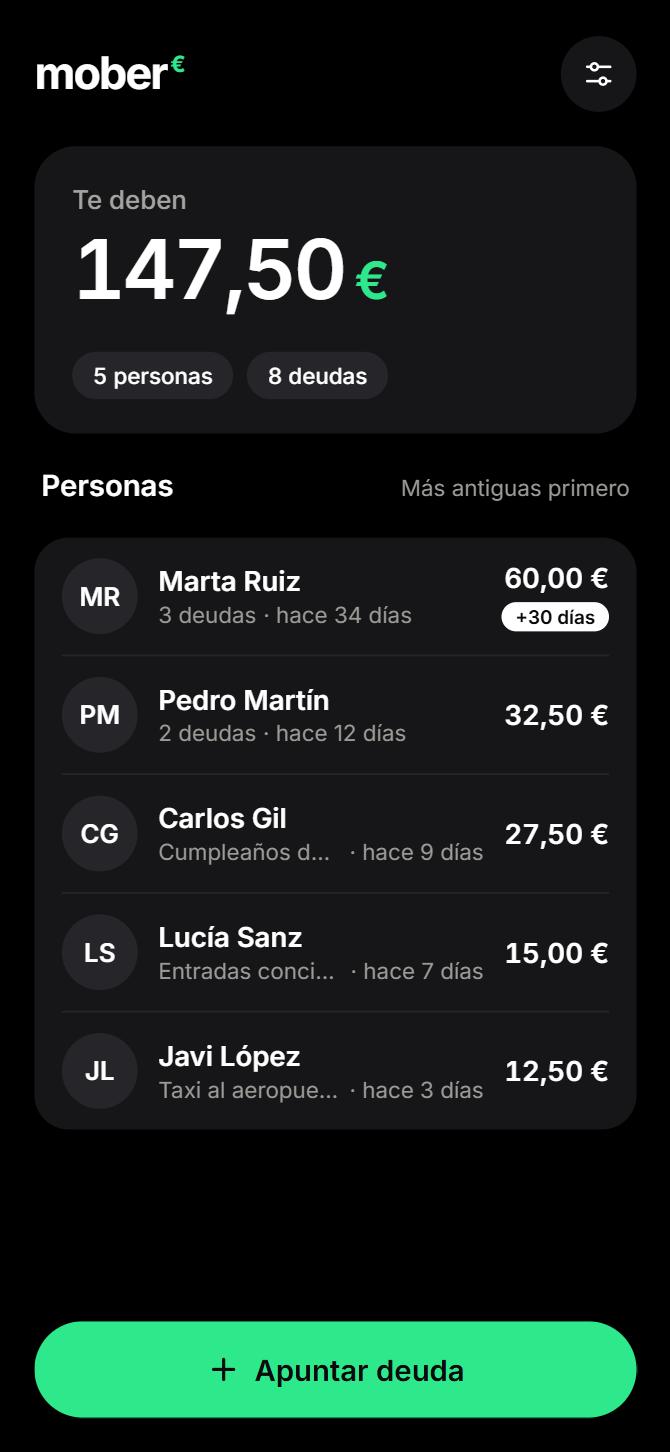 mober€
Te deben
147,50 €
5 personas
8 deudas
Personas
Más antiguas primero
MR
Marta Ruiz
60,00 €
3 deudas · hace 34 días
+30 días
PM
Pedro Martín
32,50 €
2 deudas · hace 12 días
CG
Carlos Gil
27,50 €
Cumpleaños d... · hace 9 días
LS
Lucía Sanz
15,00 €
Entradas conci... · hace 7 días
JL
Javi López
12,50 €
Taxi al aeropue... · hace 3 días
+ Apuntar deuda